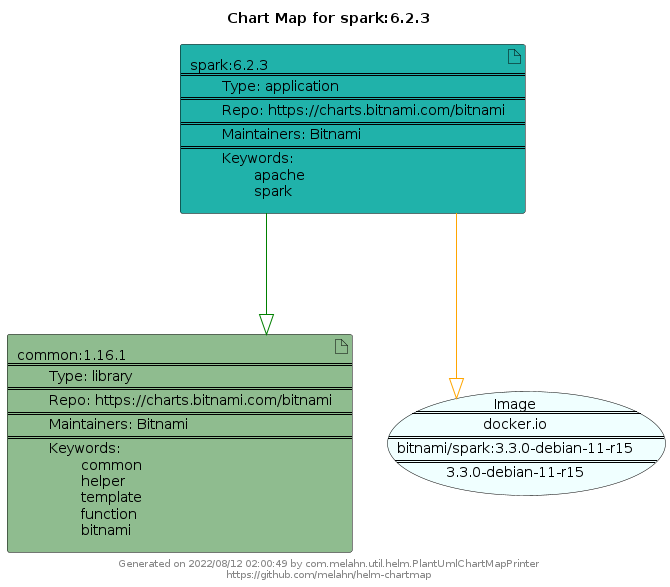 Chart Map for spark:6.2.3
spark:6.2.3
Type: application
Repo: https://charts.bitnami.com/bitnami
Maintainers: Bitnami
Keywords:
apache
spark
common:1.16.1
Type: library
Repo: https://charts.bitnami.com/bitnami
Maintainers: Bitnami
Keywords:
common
helper
template
function
bitnami
Image
docker.io
bitnami/spark:3.3.0-debian-11-r15
3.3.0-debian-11-r15
Generated on 2022/08/12 02:00:49 by com.melahn.util.helm.PlantUmlChartMapPrinter
https://github.com/melahn/helm-chartmap